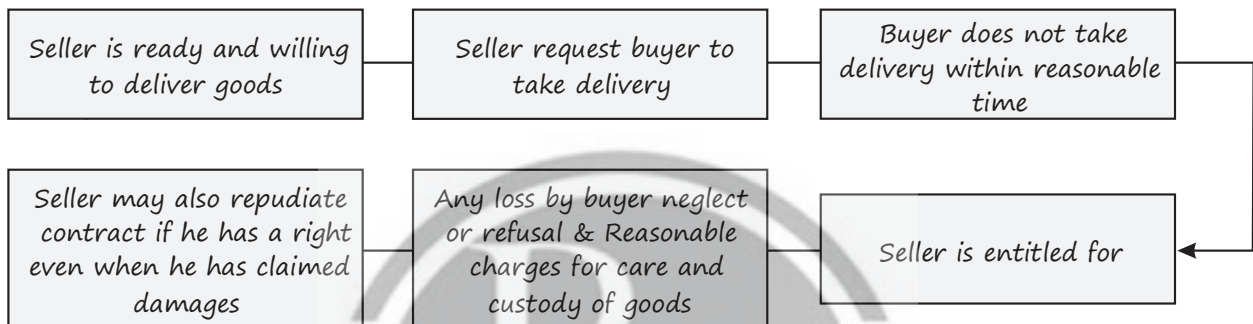 Seller is ready and willing
to deliver goods
Seller request buyer to
take delivery
Buyer does not take
delivery within reasonable
time
Seller is entitled for
Any loss by buyer neglect
or refusal & Reasonable
charges for care and
custody of goods
Seller may also repudiate
contract if he has a right
even when he has claimed
damages